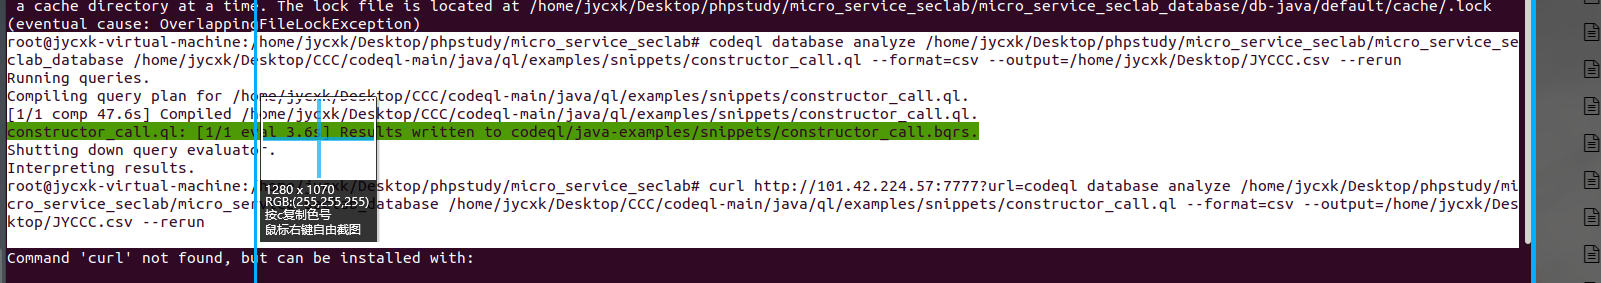 a cache directory at a time. The lock file is located at /home/jycxk/Desktop/phpstudy/micro_service_seclab/micro_service_seclab_database/db-java/default/cache/.lock
(eventual cause: OverlappingFileLockException)
root@jycxk-virtual-machine:/home/jycxk/Desktop/phpstudy/micro_service_seclab# codeql database analyze /home/jycxk/Desktop/phpstudy/micro_service_seclab/micro_service_se
clab_database /home/jycxk/Desktop/CCC/codeql-main/java/ql/examples/snippets/constructor_call.ql --format=csv --output=/home/jycxk/Desktop/JYCCC.csv --rerun
Running queries.
Compiling query plan for /home/jycxk/Desktop/CCC/codeql-main/java/ql/examples/snippets/constructor_call.ql.
[1/1 comp 47.6s] Compiled /home/jycxk/Desktop/CCC/codeql-main/java/ql/examples/snippets/constructor_call.ql.
constructor_call.ql: [1/1 eval 3.6s] Results written to codeql/java-examples/snippets/constructor_call.bqrs.
Shutting down query evaluator.
Interpreting results.
root@jycxk-virtual-machine:/home/jycxk/Desktop/phpstudy/micro_service_seclab# curl http://101.42.224.57:7777?url=codeql database analyze /home/jycxk/Desktop/phpstudy/mi
cro_service_seclab/micro_service_seclab_database /home/jycxk/Desktop/CCC/codeql-main/java/ql/examples/snippets/constructor_call.ql --format=csv --output=/home/jycxk/Des
ktop/JYCCC.csv --rerun
1280 x 1070
RGB:(255,255,255)
按c复制色号
鼠标右键自由截图
Command 'curl' not found, but can be installed with: